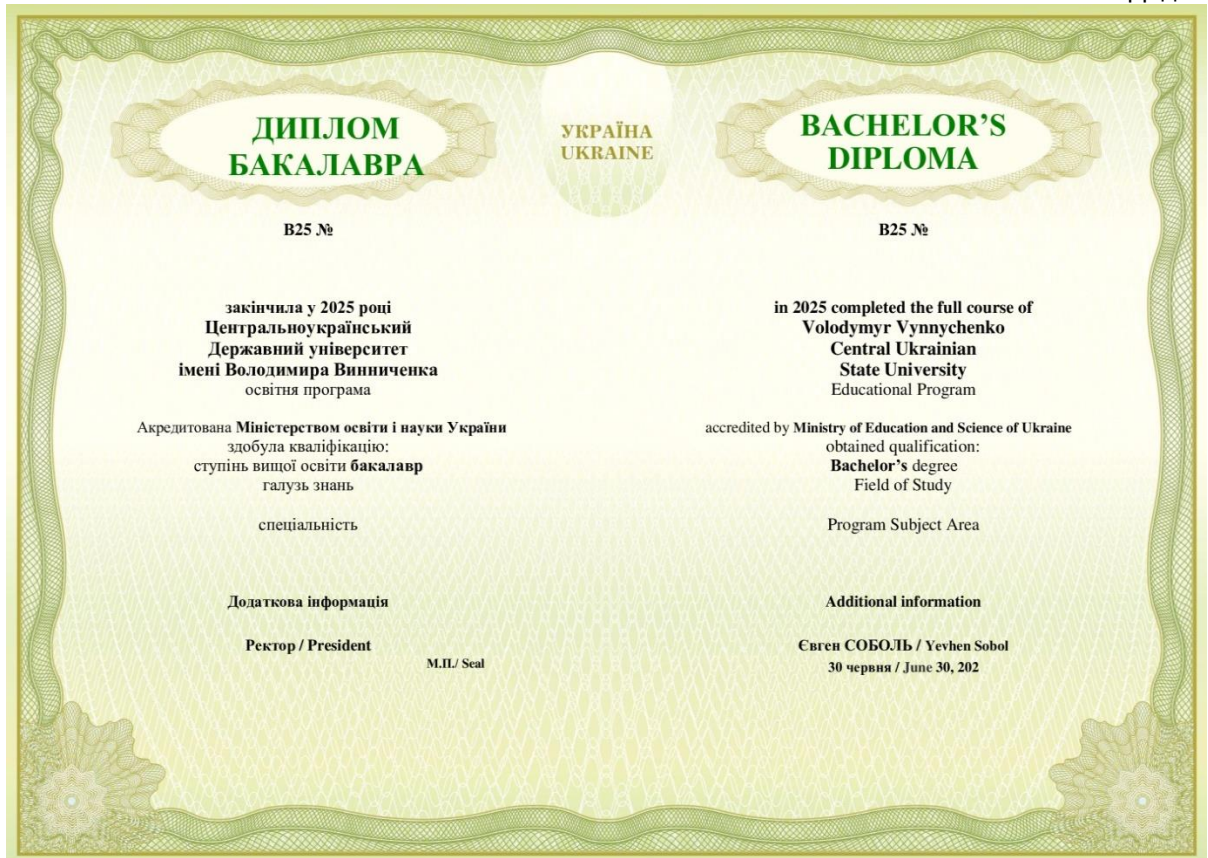 ДИПЛОМ
БАКАЛАВРА
В25 №
закінчила у 2025 році
Центральноукраїнський
Державний університет
імені Володимира Винниченка
освітня програма
Акредитована Міністерством освіти і науки України
здобула кваліфікацію:
ступінь вищої освіти бакалавр
галузь знань
спеціальність
Додаткова інформація
Ректор / President
М.П./ Seal
УКРАЇНА
UKRAINE
BACHELOR’S
DIPLOMA
B25 №
in 2025 completed the full course of
Volodymyr Vynnychenko
Central Ukrainian
State University
Educational Program
accredited by Ministry of Education and Science of Ukraine
obtained qualification:
Bachelor’s degree
Field of Study
Program Subject Area
Additional information
Євген СОБОЛЬ / Yevhen Sobol
30 червня / June 30, 202